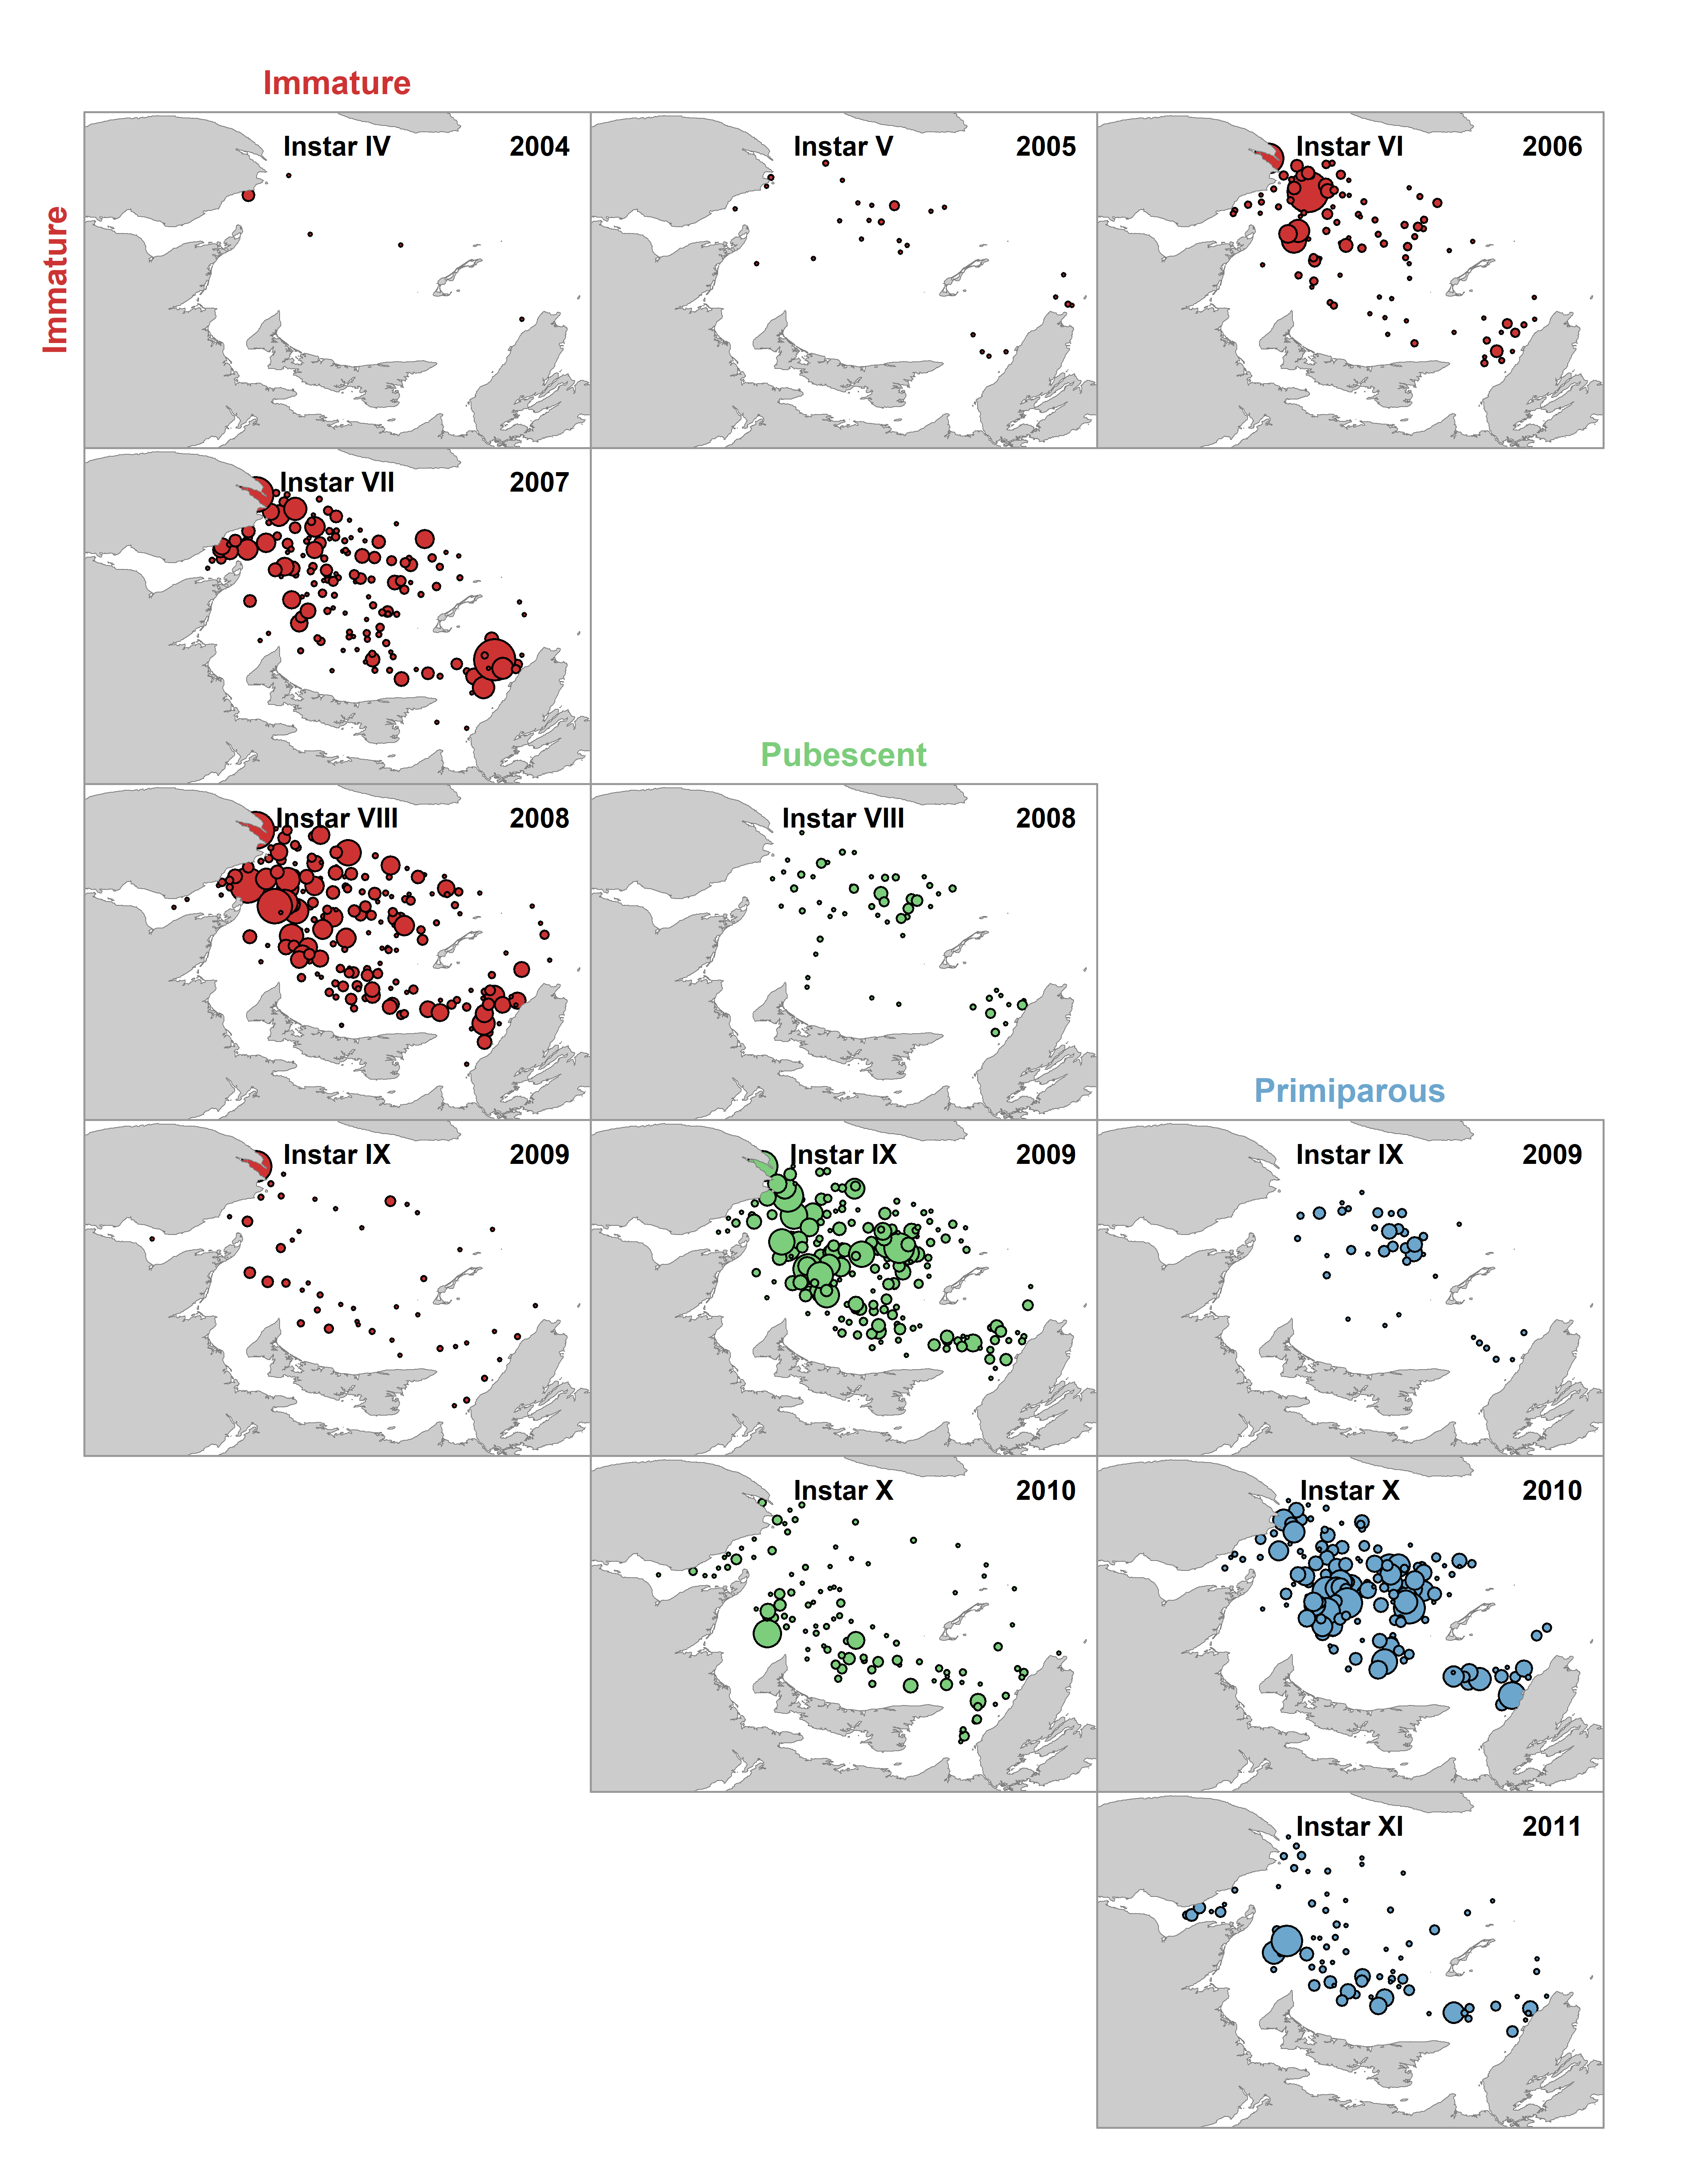 Immature
Immature
Instar IV 2004
Instar V 2005
Instar VI 2006
Instar VII 2007
Pubescent
Instar VIII 2008
Instar VIII 2008
Primiparous
Instar IX 2009
Instar IX 2009
Instar IX 2009
Instar X 2010
Instar X 2010
Instar XI 2011